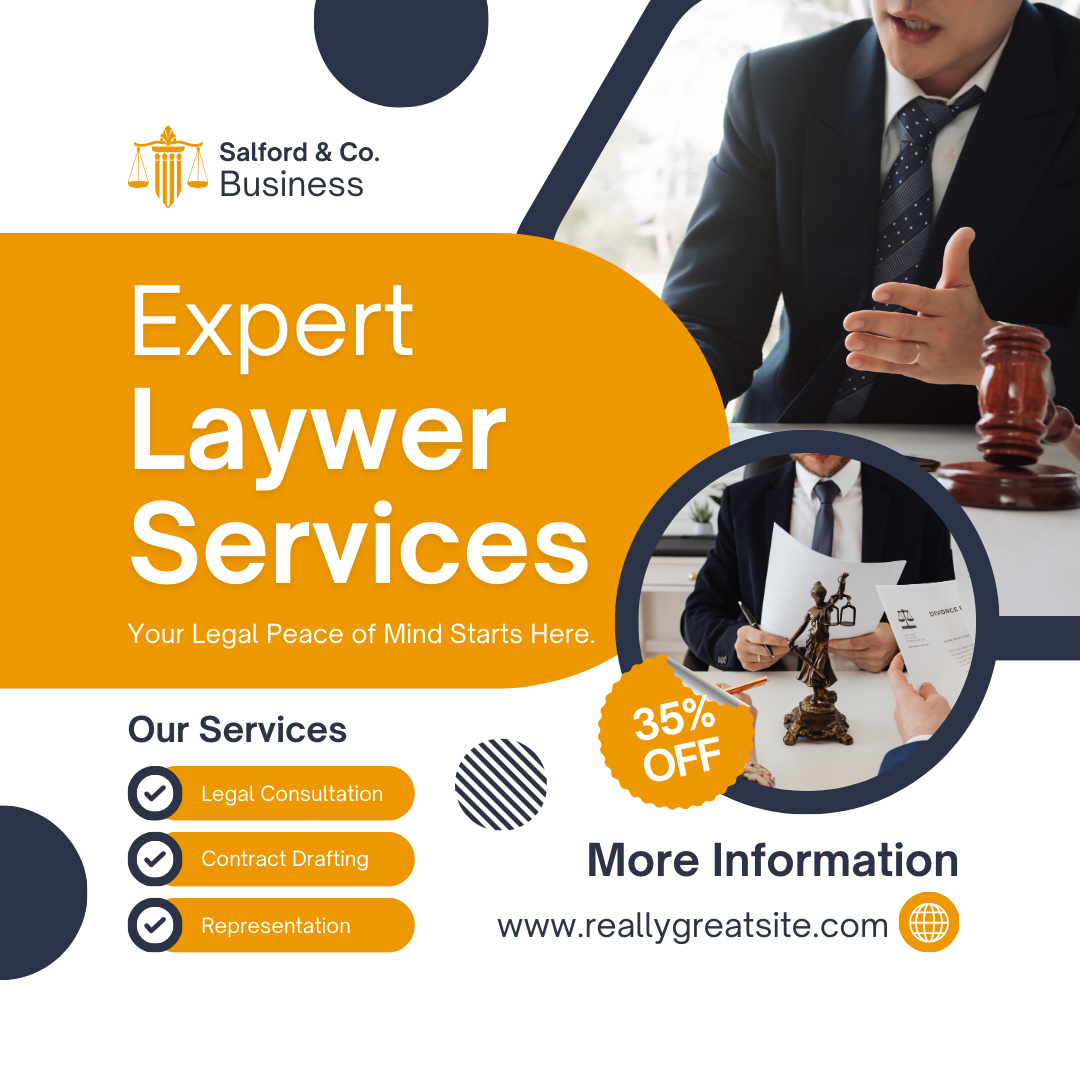 Salford & Co.
Business
Expert
Laywer
Services
Your Legal Peace of Mind Starts Here.
DIVORCE
35%
OFF
Our Services
Legal Consultation
Contract Drafting
Representation
More Information
www.reallygreatsite.com